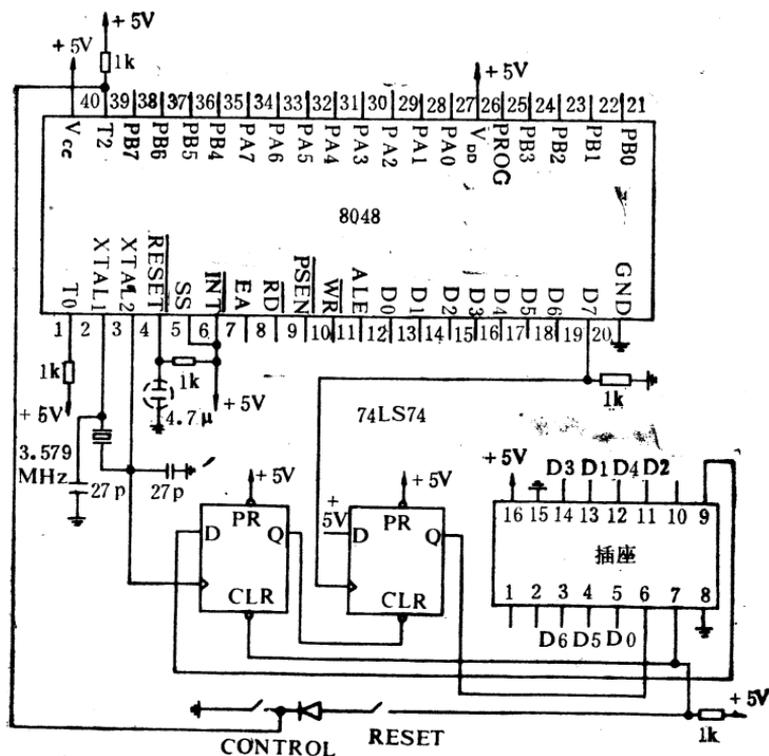 +5V
+5V
1k
+5V
40 39 38 37 36 35 34 33 32 31 30 29 28 27 26 25 24 23 22 21
Vcc T2 PB7 PB6 PB5 PB4 PA7 PA6 PA5 PA4 PA3 PA2 PA1 PA0 VDD PROG PB3 PB2 PB1 PB0
8048
T0 XTAL1 XTAL2 RESET SS INT EA RD PSEN WR ALE D0 D1 D2 D3 D4 D5 D6 D7 GND
1 2 3 4 5 6 7 8 9 10 11 12 13 14 15 16 17 18 19 20
1k
1k
1k
+5V
4.7μ
+5V
74LS74
3.579
MHz
27p
27p
+5V
+5V
+5V
+5V
D3 D1 D4 D2
D PR Q
CLR
D PR Q
CLR
16 15 14 13 12 11 10 9
插座
1 2 3 4 5 6 7 8
D6 D5 D0
CONTROL
RESET
+5V
1k